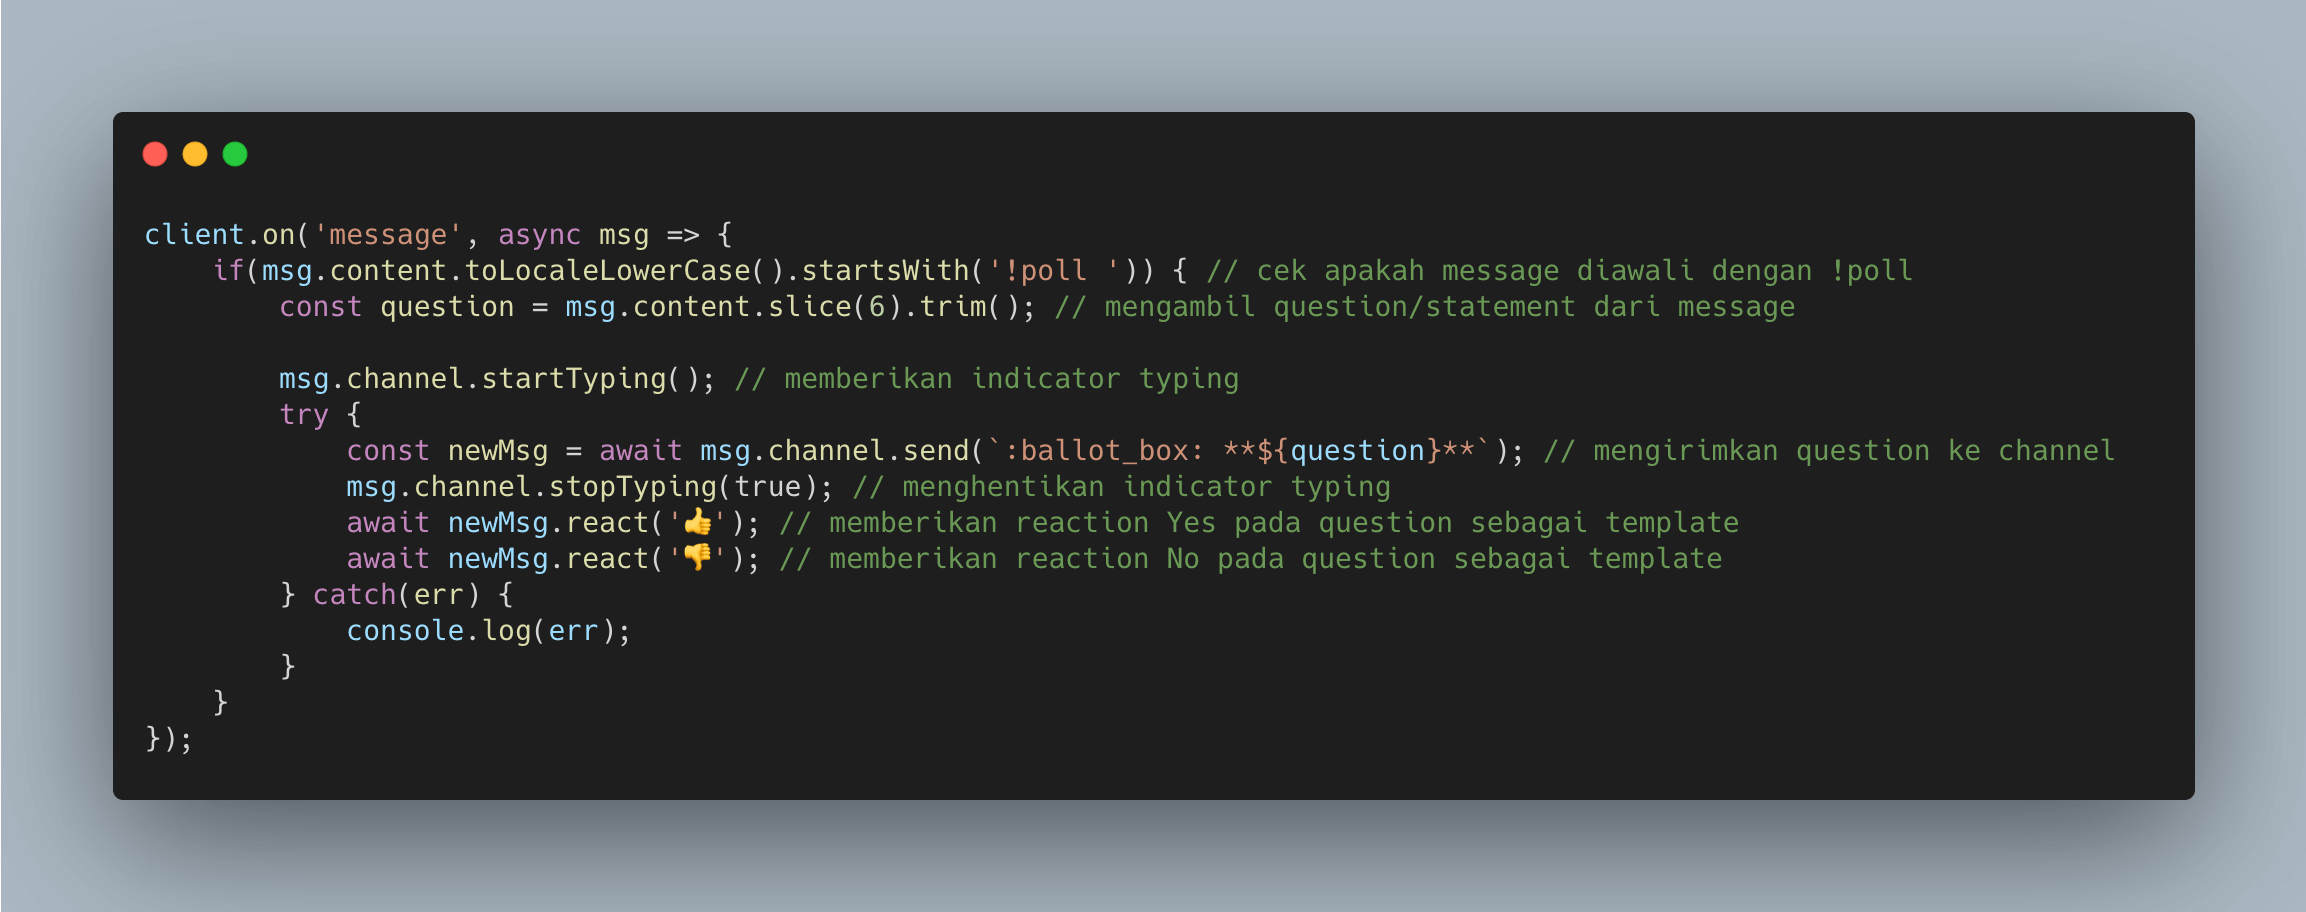 client.on('message', async msg => {
    if(msg.content.toLocaleLowerCase().startsWith('!poll ')) { // cek apakah message diawali dengan !poll
        const question = msg.content.slice(6).trim(); // mengambil question/statement dari message

        msg.channel.startTyping(); // memberikan indicator typing
        try {
            const newMsg = await msg.channel.send(`:ballot_box: **${question}**`); // mengirimkan question ke channel
            msg.channel.stopTyping(true); // menghentikan indicator typing
            await newMsg.react('👍'); // memberikan reaction Yes pada question sebagai template
            await newMsg.react('👎'); // memberikan reaction No pada question sebagai template
        } catch(err) {
            console.log(err);
        }
    }
});